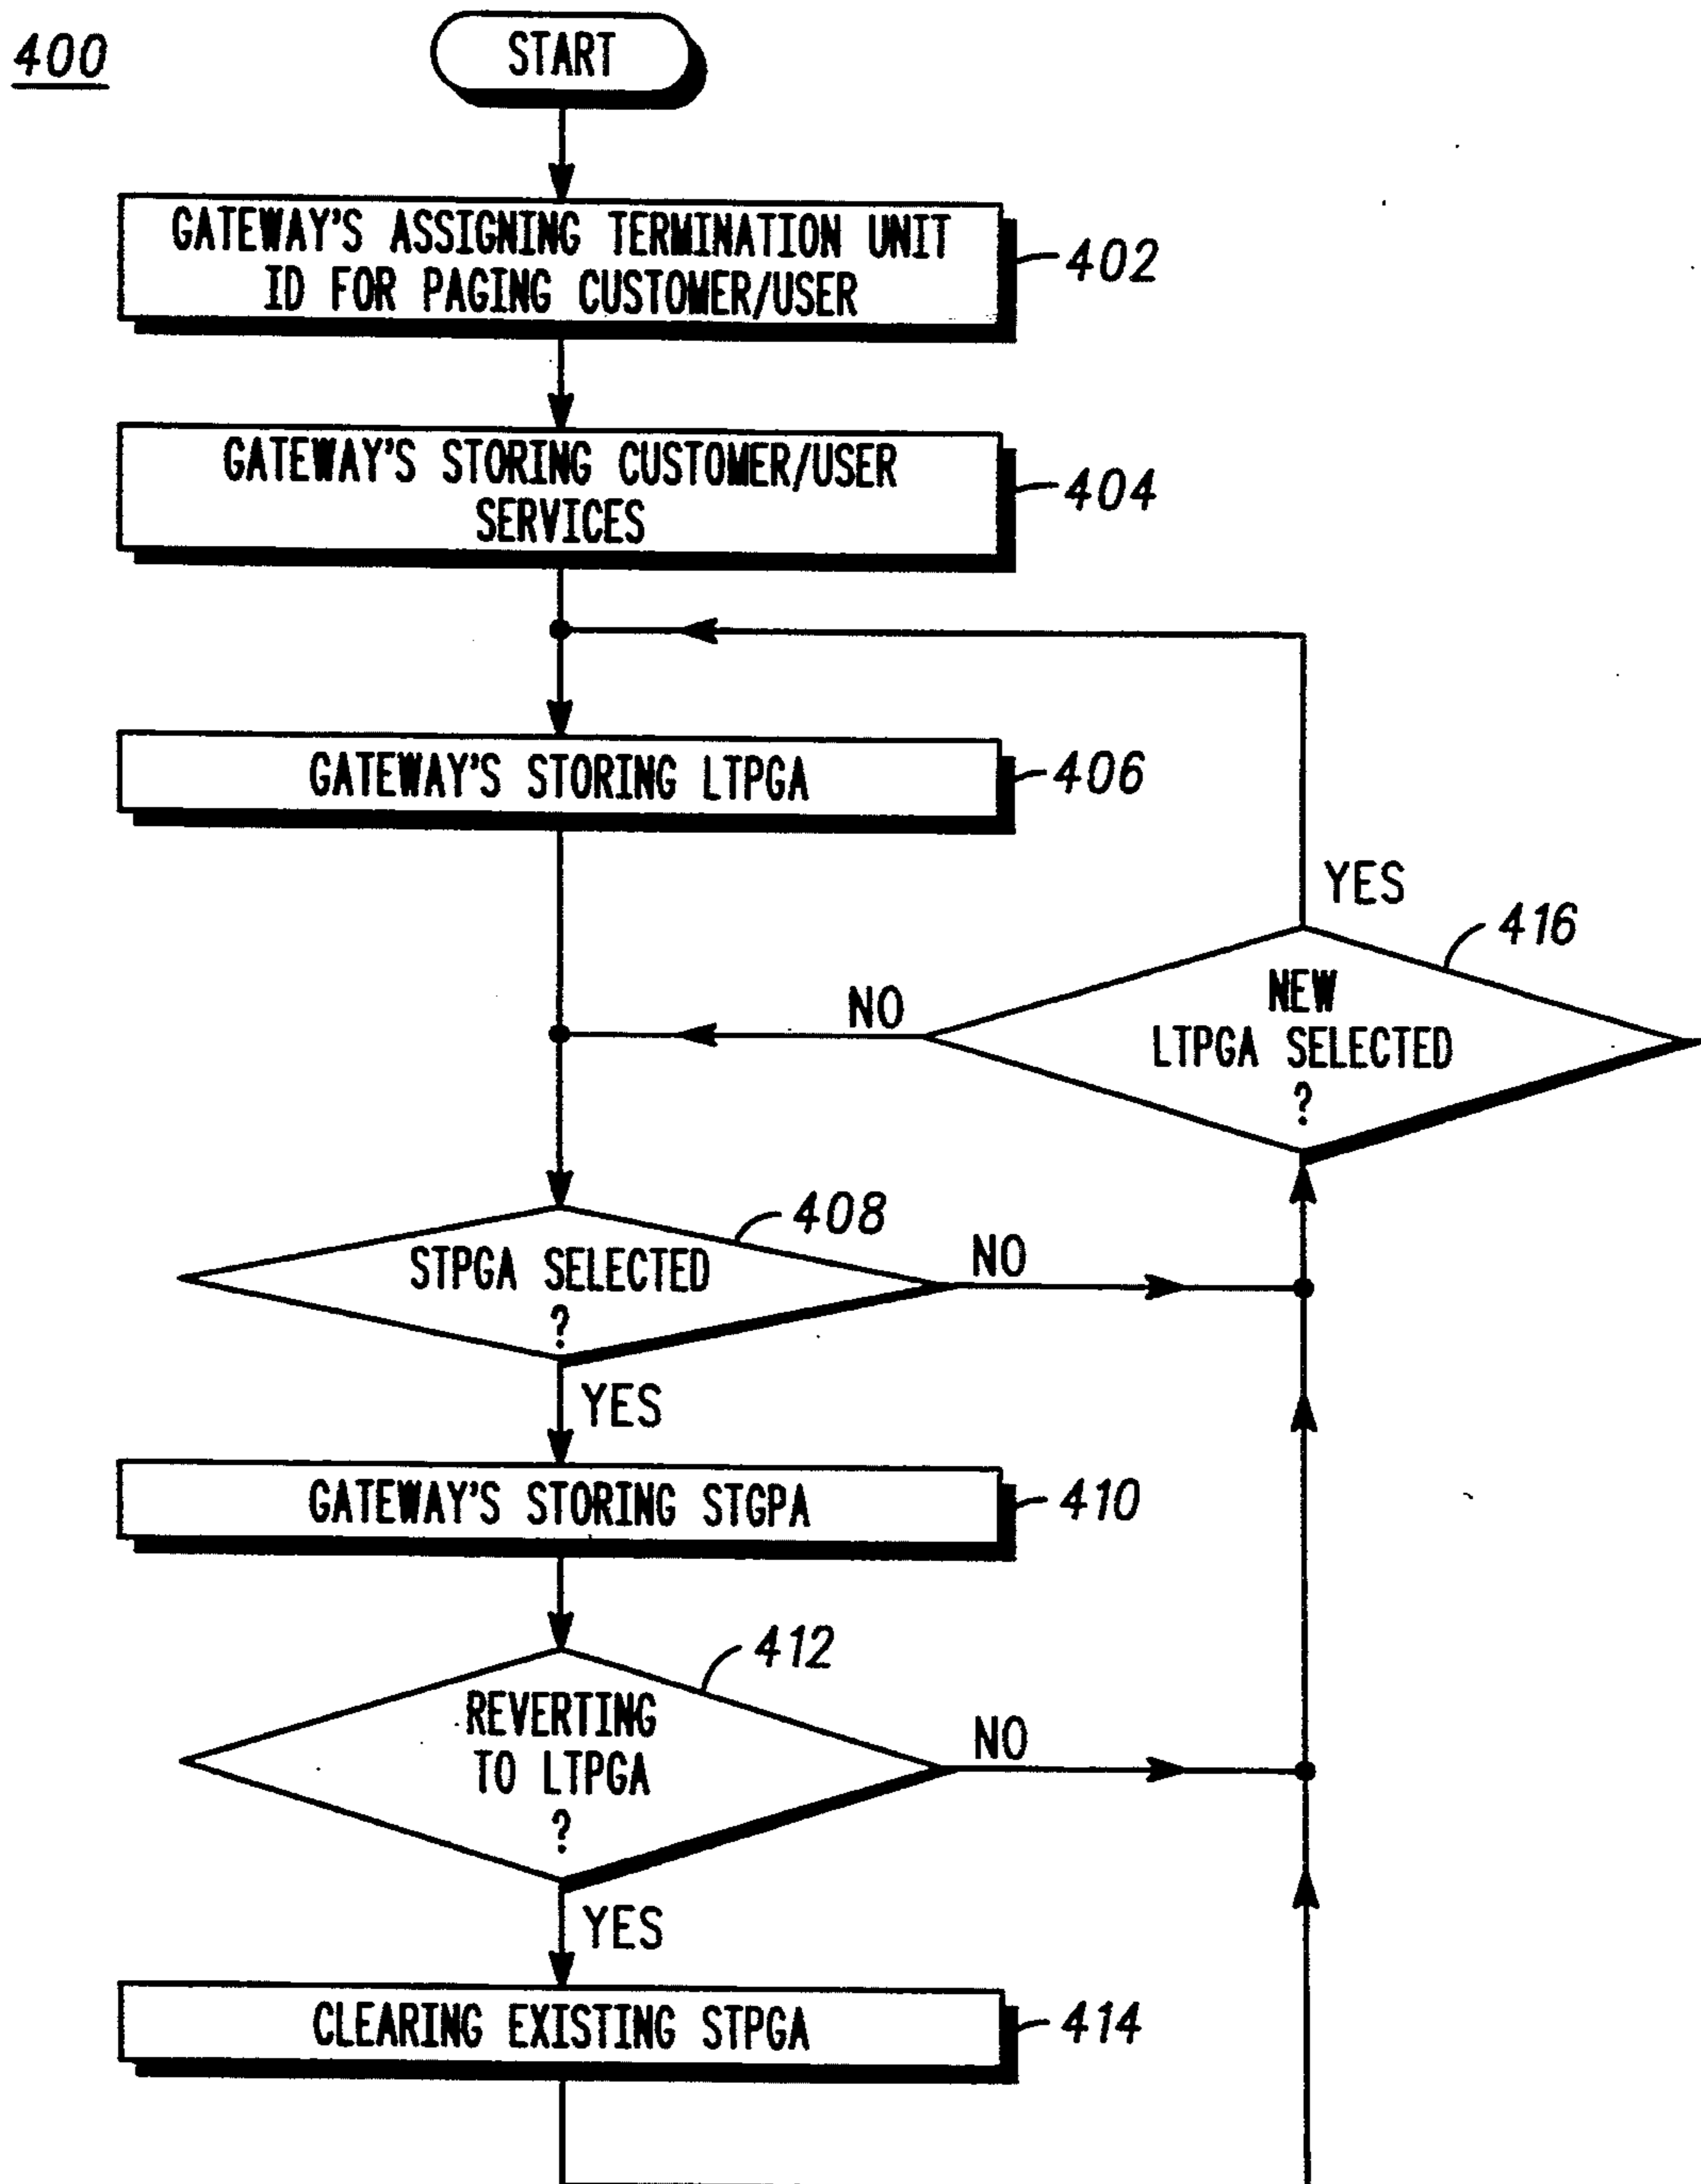 400
START
GATEWAY'S ASSIGNING TERMINATION UNIT
ID FOR PAGING CUSTOMER/USER
402
GATEWAY'S STORING CUSTOMER/USER
SERVICES
404
GATEWAY'S STORING LTPGA
406
YES
416
NEW
LTPGA SELECTED
?
NO
408
STPGA SELECTED
?
NO
YES
GATEWAY'S STORING STGPA
410
412
REVERTING
TO LTPGA
?
NO
YES
CLEARING EXISTING STPGA
414